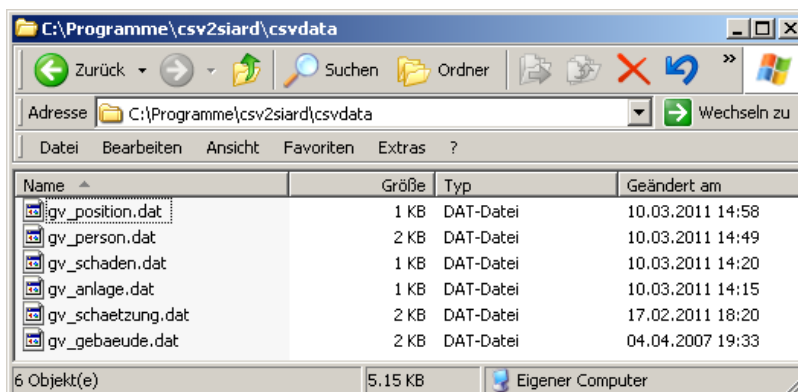 C:\Programme\csv2siard\csvdata
Zurück Suchen Ordner »
Adresse C:\Programme\csv2siard\csvdata Wechseln zu
Datei Bearbeiten Ansicht Favoriten Extras ?
Name Größe Typ Geändert am
gv_position.dat 1 KB DAT-Datei 10.03.2011 14:58
gv_person.dat 2 KB DAT-Datei 10.03.2011 14:49
gv_schaden.dat 1 KB DAT-Datei 10.03.2011 14:20
gv_anlage.dat 1 KB DAT-Datei 10.03.2011 14:15
gv_schaetzung.dat 2 KB DAT-Datei 17.02.2011 18:20
gv_gebaeude.dat 2 KB DAT-Datei 04.04.2007 19:33
6 Objekt(e) 5.15 KB Eigener Computer